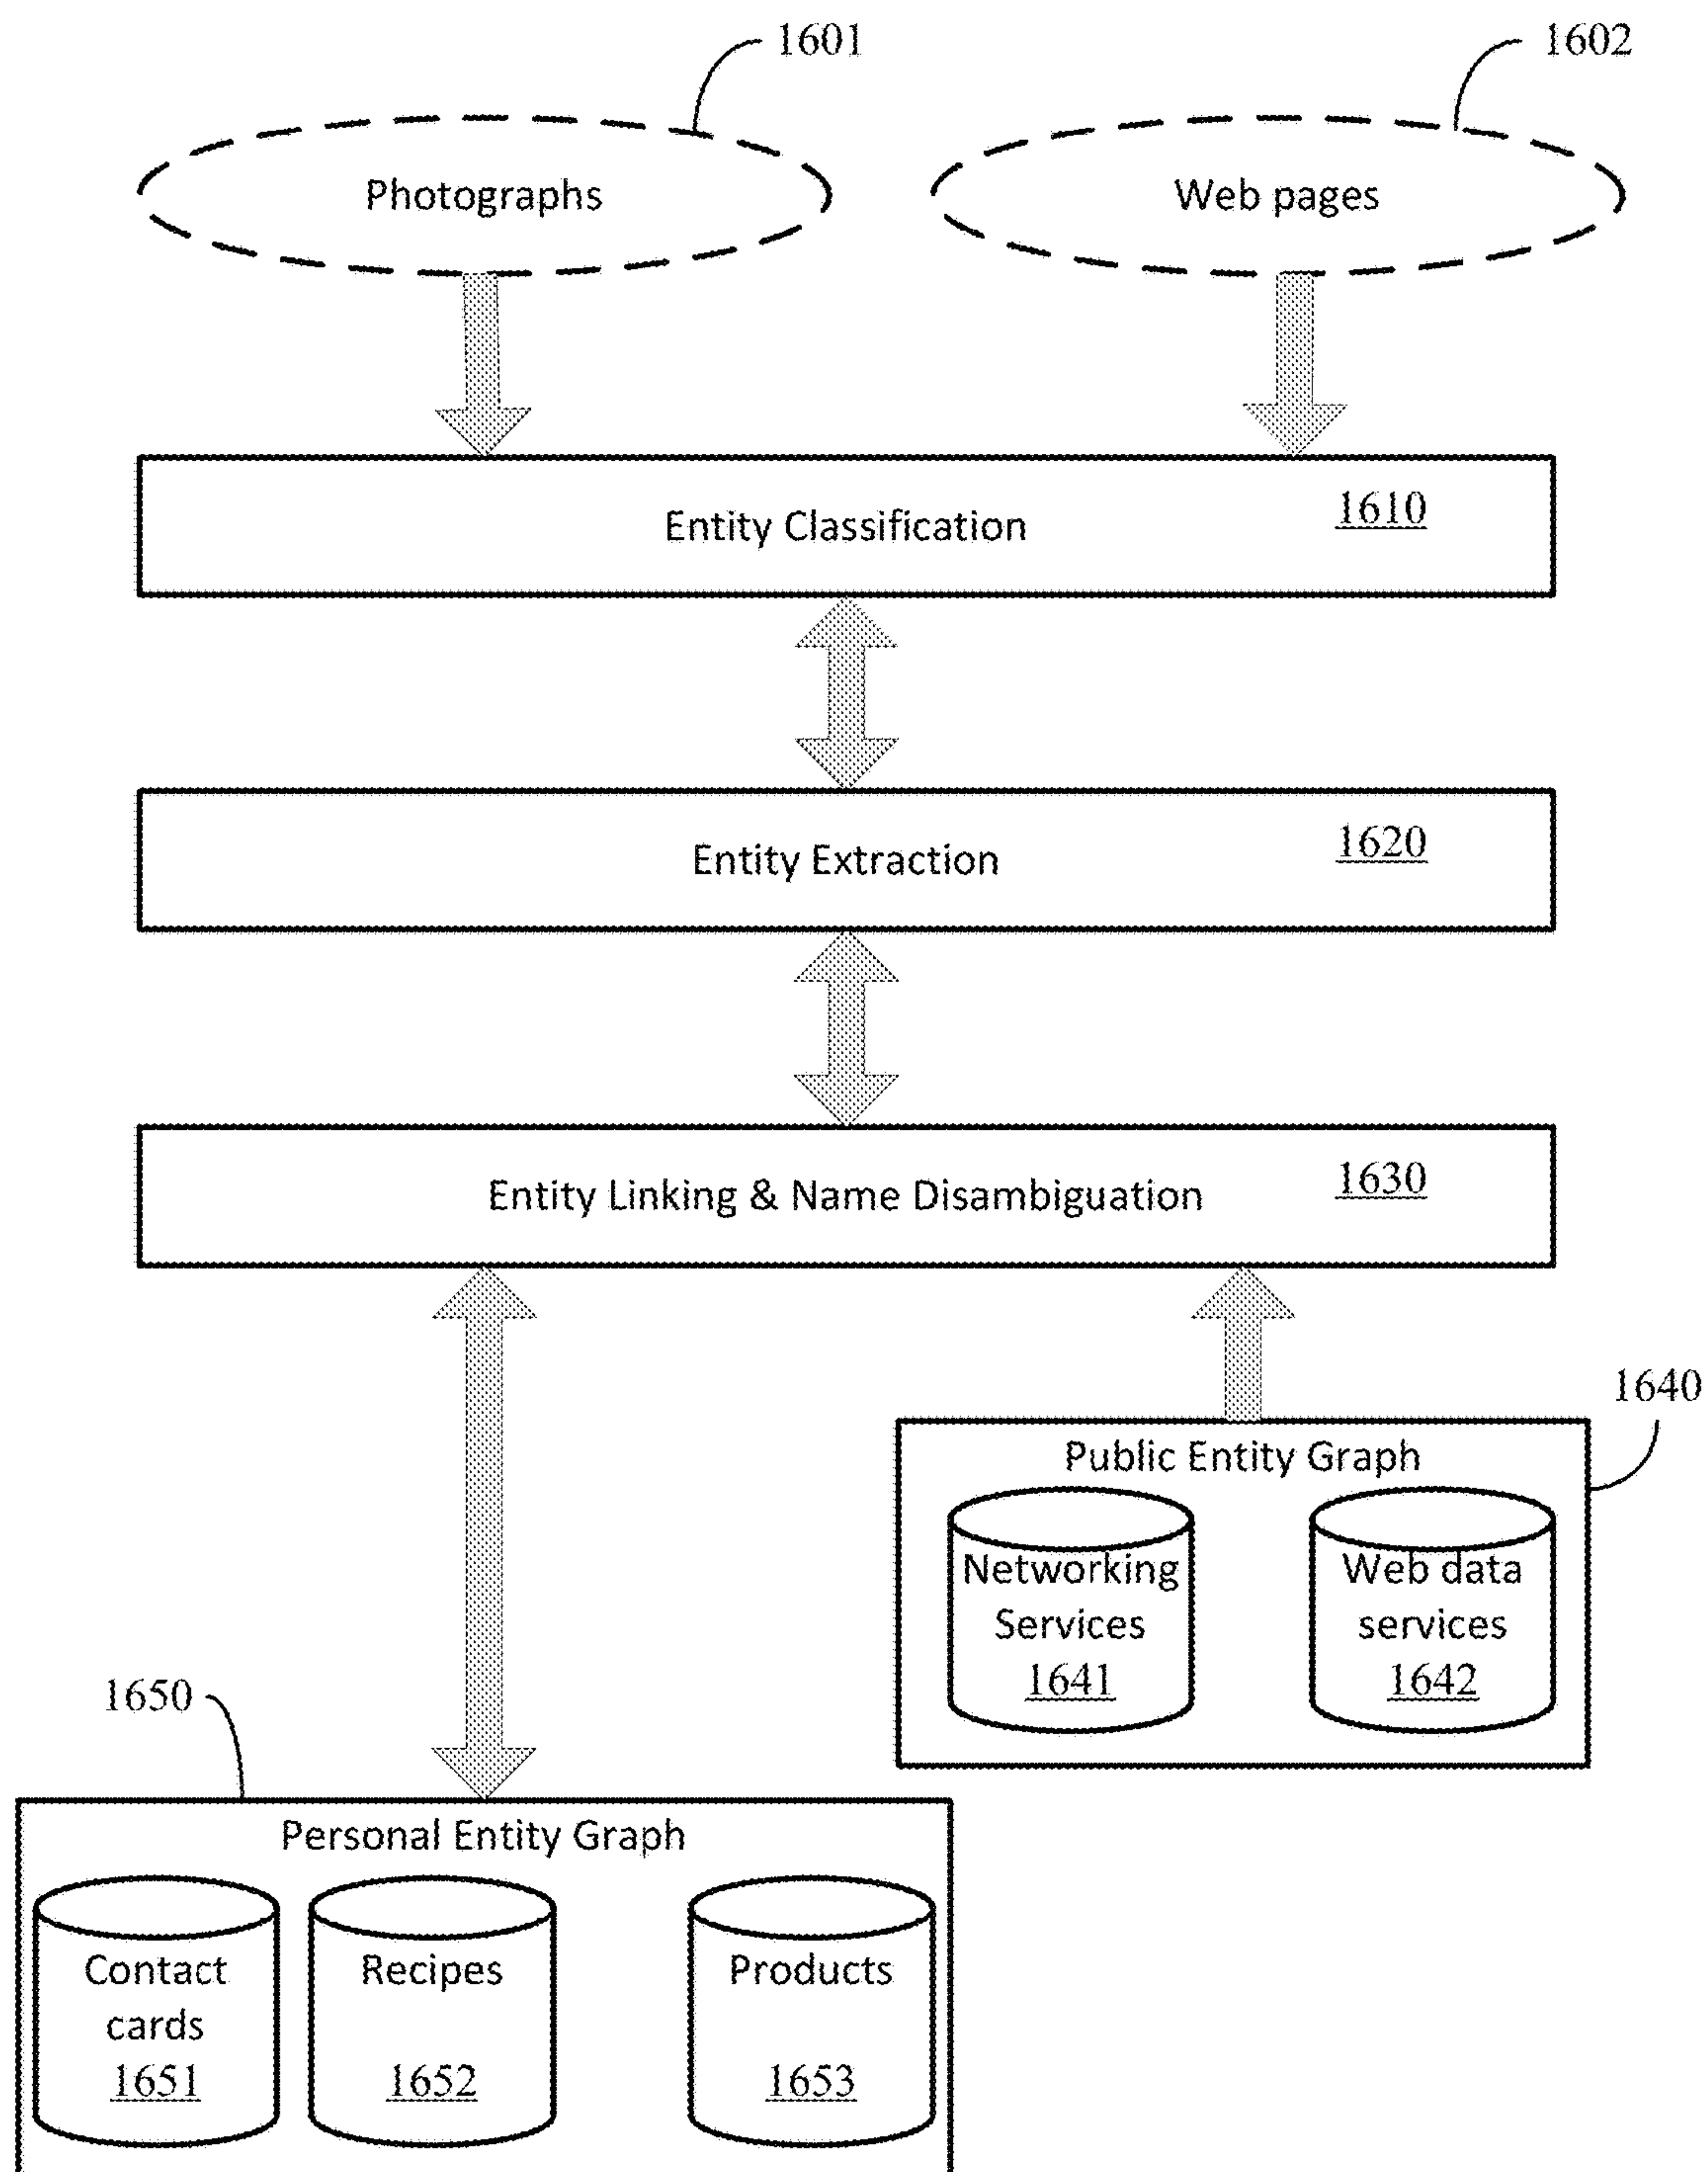 1601
1602
Photographs
Web pages
Entity Classification
1610
Entity Extraction
1620
Entity Linking & Name Disambiguation
1630
1640
Public Entity Graph
Networking
Services
1641
Web data
services
1642
1650
Personal Entity Graph
Contact
cards
1651
Recipes
1652
Products
1653